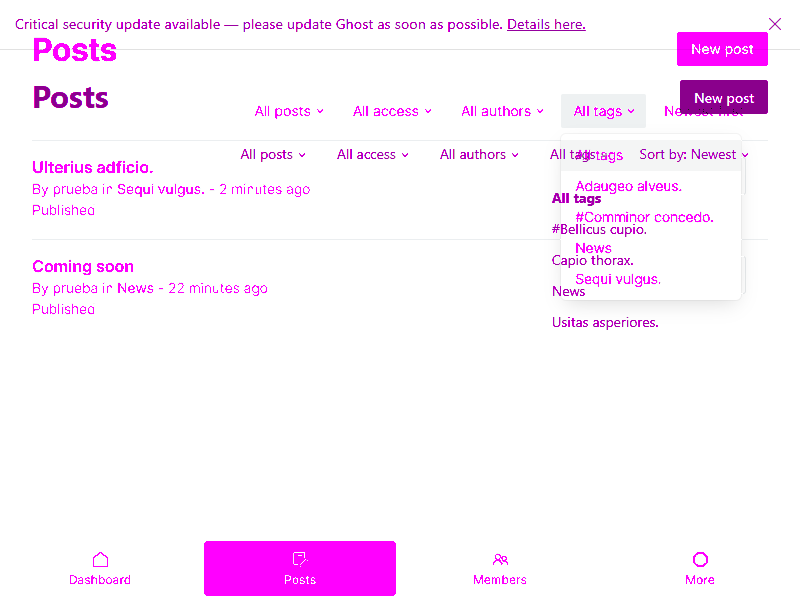 Critical security update available — please update Ghost as soon as possible. Details here.
Posts
New post
Posts
New post
All posts
All access
All authors
All tags
Newest first
All posts
All access
All authors
All tags
Sort by: Newest
All tags
Ulterius adficio.
By prueba in Sequi vulgus. - 2 minutes ago
Published
Adaugeo alveus.
All tags
#Comminor concedo.
#Bellicus cupio.
News
Capio thorax.
Sequi vulgus.
News
Usitas asperiores.
Coming soon
By prueba in News - 22 minutes ago
Published
Dashboard
Posts
Members
More